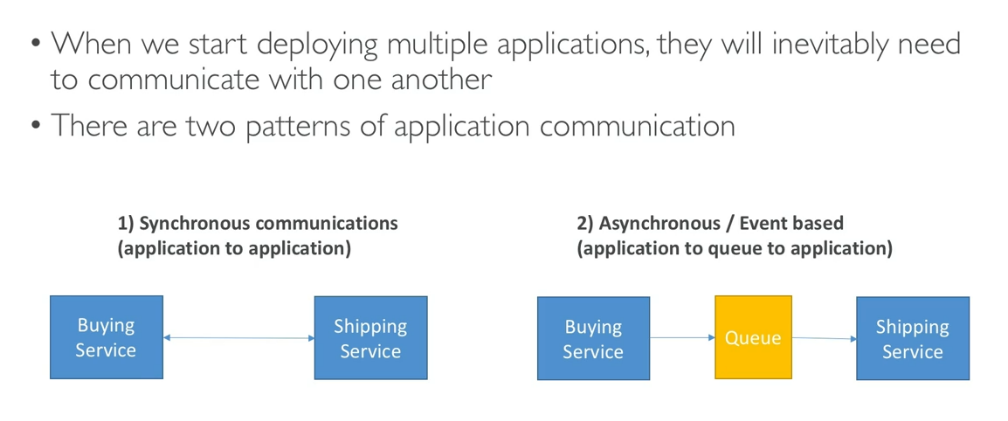 • When we start deploying multiple applications, they will inevitably need
to communicate with one another
• There are two patterns of application communication
1) Synchronous communications
(application to application)
2) Asynchronous / Event based
(application to queue to application)
Buying
Service
Shipping
Service
Buying
Service
Queue
Shipping
Service